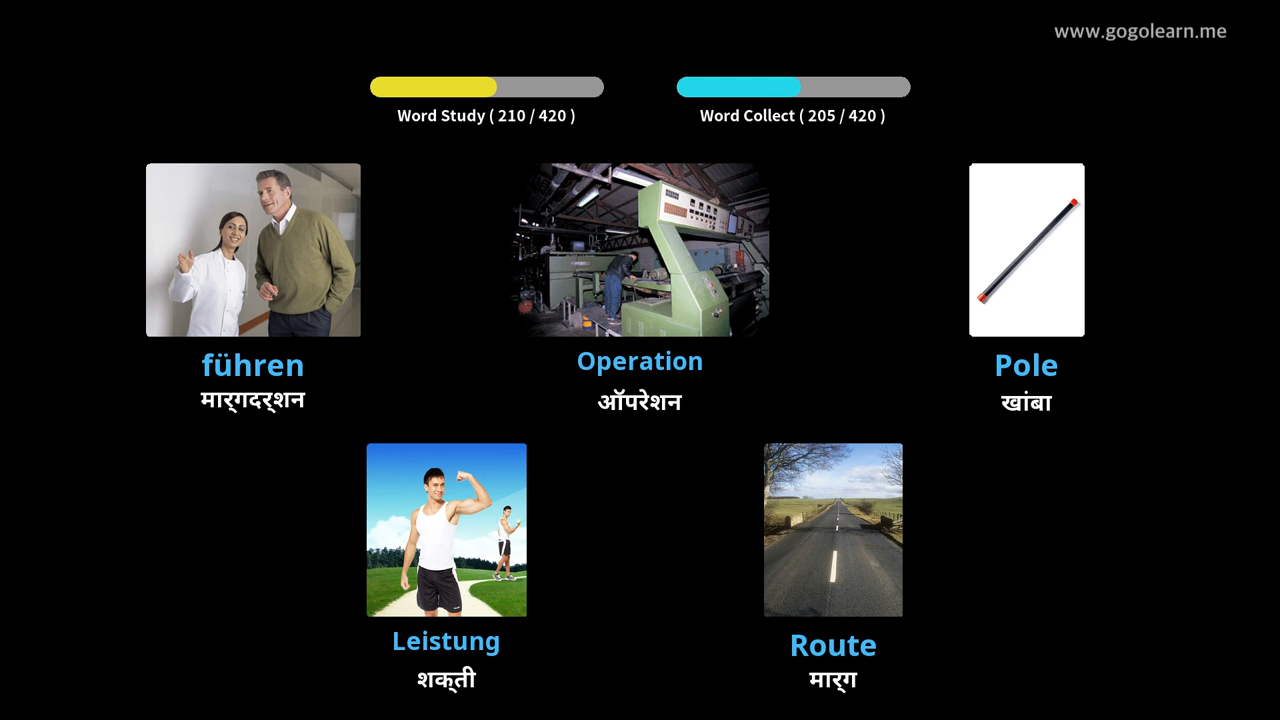 www.gogolearn.me
Word Study ( 210 / 420 )
Word Collect ( 205 / 420 )
führen
मार्गदर्शन
Operation
ऑपरेशन
Pole
खांबा
Leistung
शक्ती
Route
मार्ग